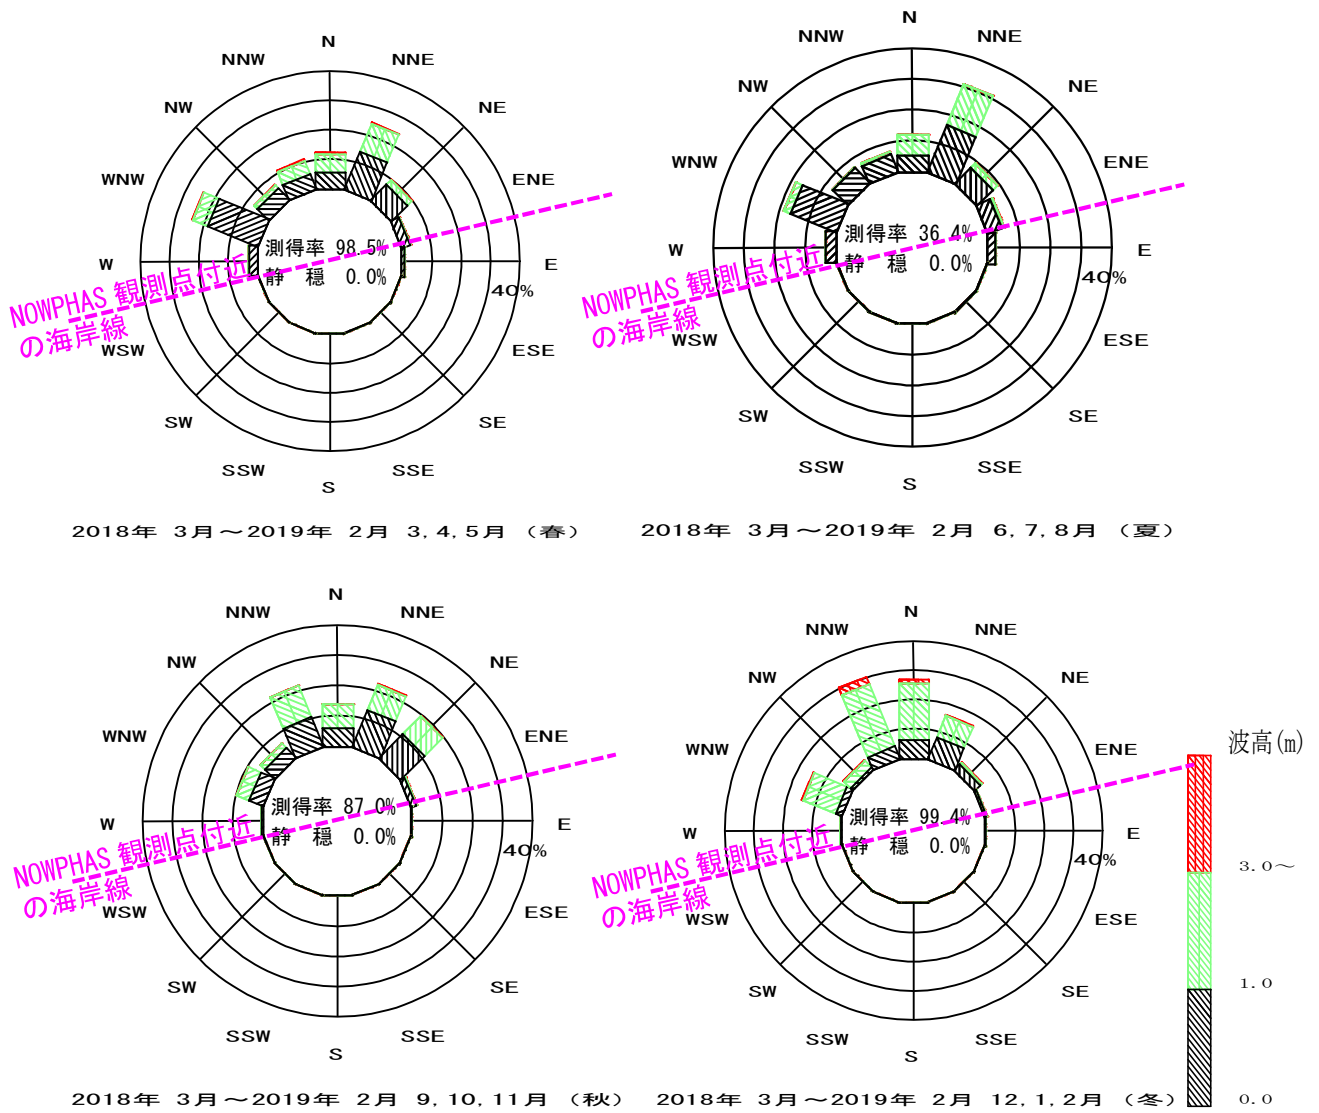 N
NNW
NNE
NW
NE
WNW
ENE
測得率 98.5%
静　穏 0.0%
W
E
40%
NOWPHAS 観測点付近
の海岸線
WSW
ESE
SW
SE
SSW
SSE
S
2018年 3月～2019年 2月 3,4,5月 （春）
N
NNW
NNE
NW
NE
WNW
ENE
測得率 36.4%
静　穏 0.0%
W
E
40%
NOWPHAS 観測点付近
の海岸線
WSW
ESE
SW
SE
SSW
SSE
S
2018年 3月～2019年 2月 6,7,8月 （夏）
N
NNW
NNE
NW
NE
WNW
ENE
測得率 87.0%
静　穏 0.0%
W
E
40%
NOWPHAS 観測点付近
の海岸線
WSW
ESE
SW
SE
SSW
SSE
S
2018年 3月～2019年 2月 9,10,11月 （秋）
N
NNW
NNE
NW
NE
WNW
ENE
測得率 99.4%
静　穏 0.0%
W
E
40%
NOWPHAS 観測点付近
の海岸線
WSW
ESE
SW
SE
SSW
SSE
S
2018年 3月～2019年 2月 12,1,2月 （冬）
波高(m)
3.0～
1.0
0.0